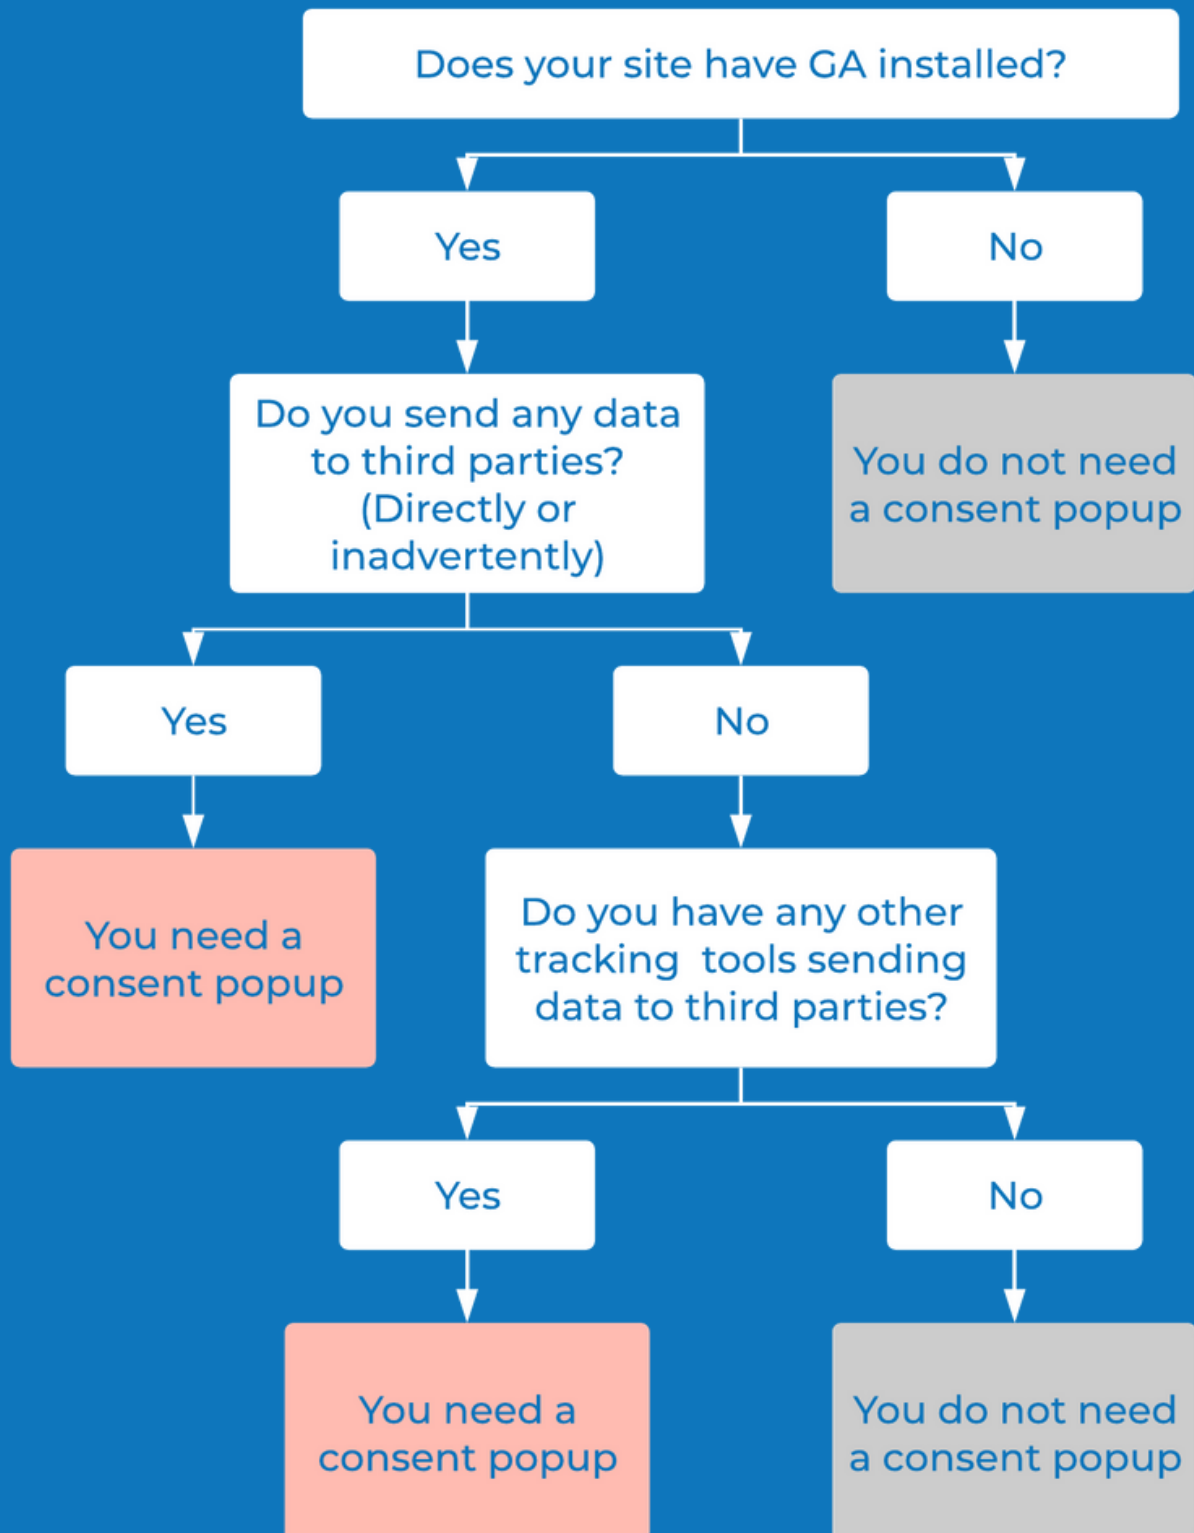 Does your site have GA installed?
Yes
No
Do you send any data
to third parties?
(Directly or
inadvertently)
You do not need
a consent popup
Yes
No
You need a
consent popup
Do you have any other
tracking  tools sending
data to third parties?
Yes
No
You need a
consent popup
You do not need
a consent popup